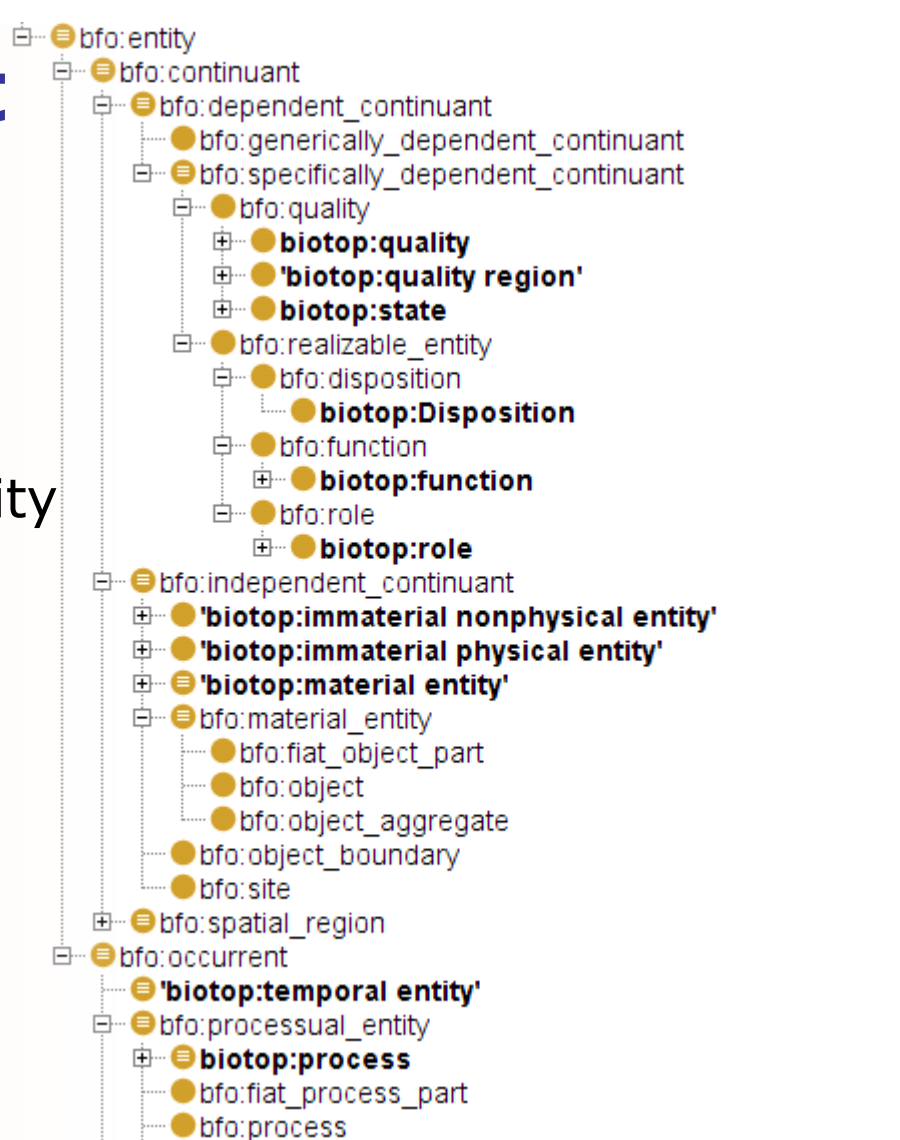 bfo:entity
bfo:continuant
t
bfo:dependent_continuant
bfo:generically_dependent_continuant
bfo:specifically_dependent_continuant
bfo:quality
biotop:quality
'biotop:quality region'
biotop:state
bfo:realizable_entity
bfo:disposition
biotop:Disposition
bfo:function
biotop:function
ity
bfo:role
biotop:role
bfo:independent_continuant
'biotop:immaterial nonphysical entity'
'biotop:immaterial physical entity'
'biotop:material entity'
bfo:material_entity
bfo:fiat_object_part
bfo:object
bfo:object_aggregate
bfo:object_boundary
bfo:site
bfo:spatial_region
bfo:occurrent
'biotop:temporal entity'
bfo:processual_entity
biotop:process
bfo:fiat_process_part
bfo:process